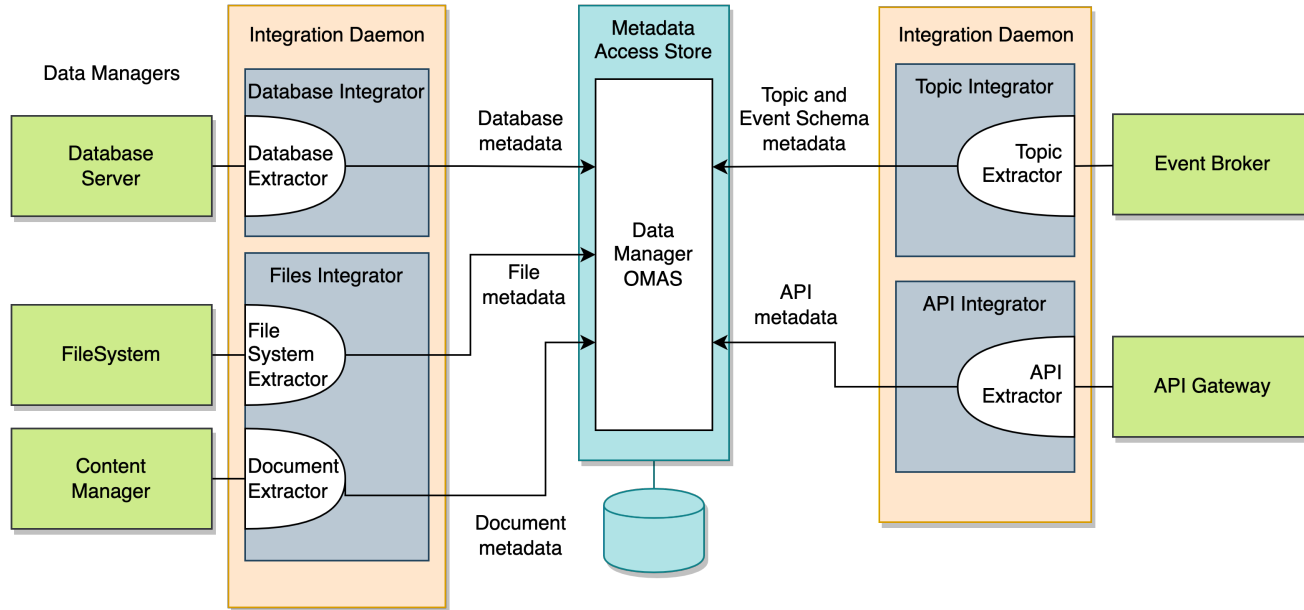 Data Managers
Database
Server
FileSystem
Content
Manager
Integration Daemon
Database Integrator
Database
Extractor
Files Integrator
File
System
Extractor
Document
Extractor
Database
metadata
File
metadata
Document
metadata
Metadata
Access Store
Data
Manager
OMAS
Topic and
Event Schema
metadata
API
metadata
Integration Daemon
Topic Integrator
Topic
Extractor
API Integrator
API
Extractor
Event Broker
API Gateway